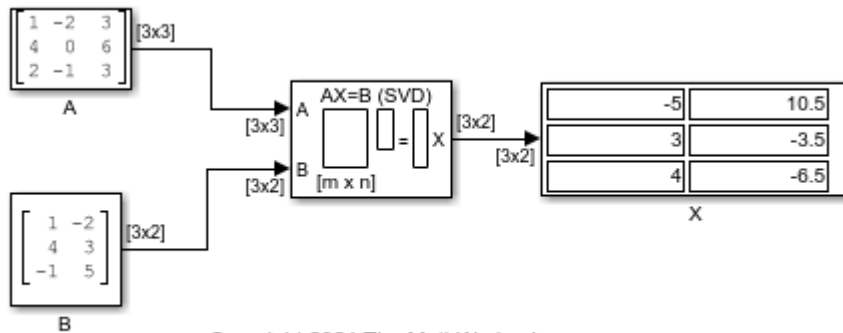 1 -2 3
4 0 6
2 -1 3
A
[3x3]
[3x3]
1 -2
4 3
-1 5
B
[3x2]
[3x2]
AX=B (SVD)
A
B
=
X
[m x n]
[3x2]
[3x2]
-5 10.5
3 -3.5
4 -6.5
X